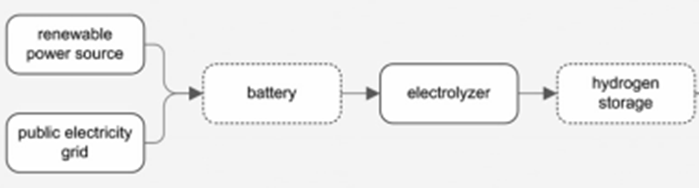 renewable
power source
public electricity
grid
battery
electrolyzer
hydrogen
storage